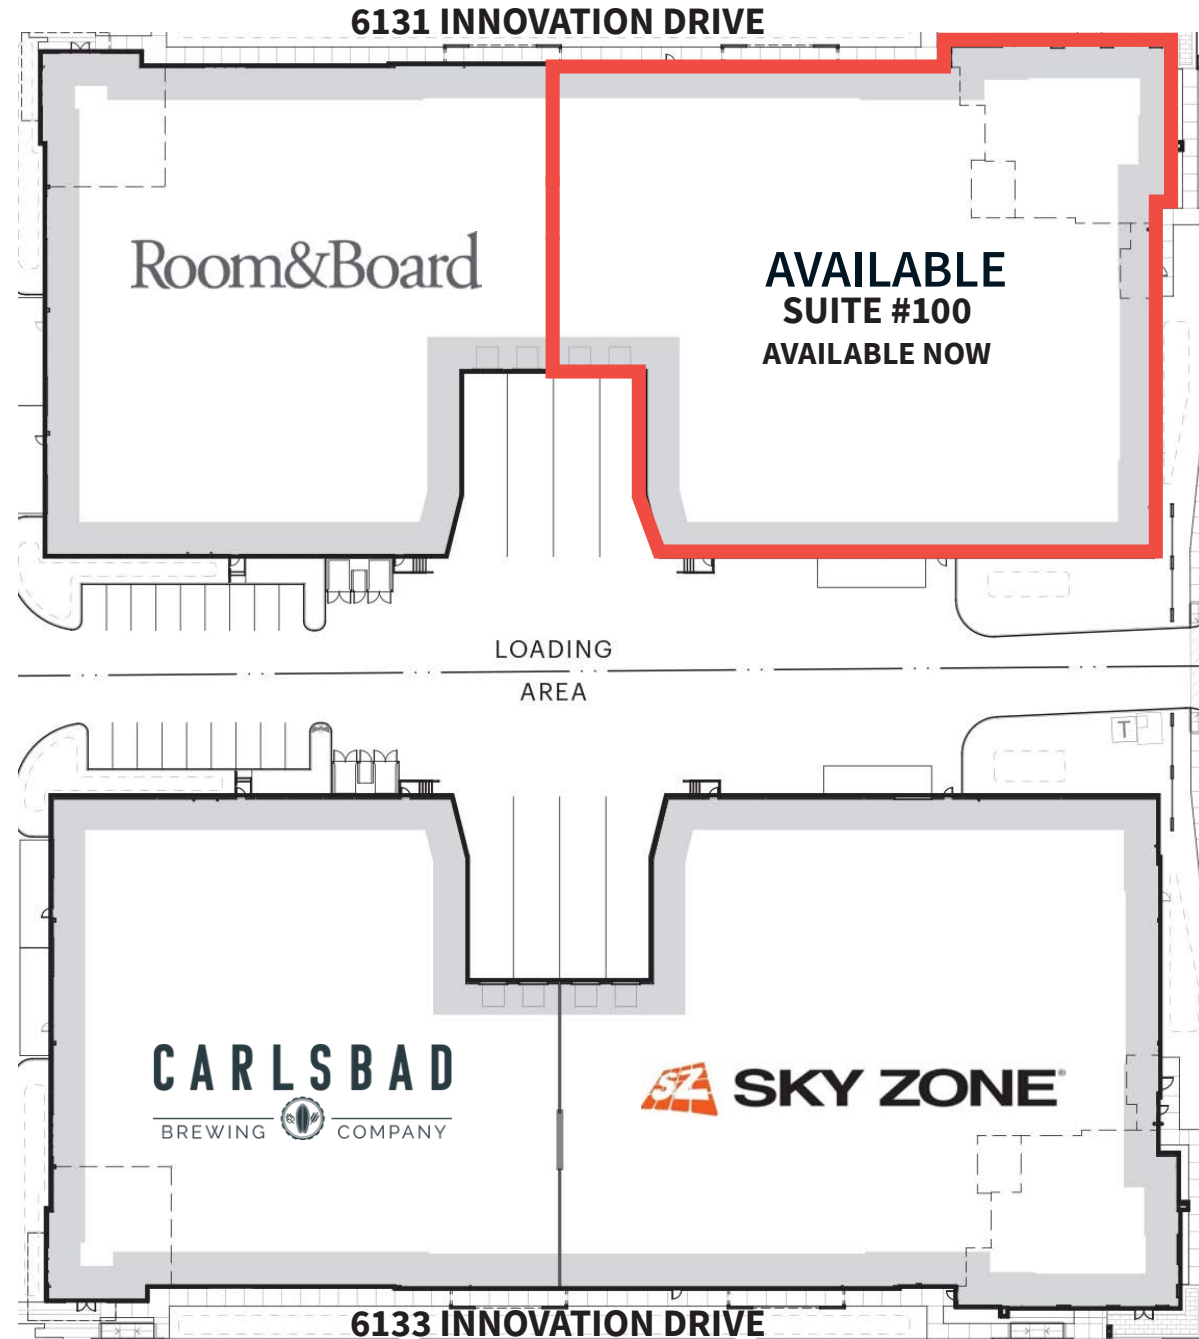 6131 INNOVATION DRIVE
Room&Board
AVAILABLE
SUITE #100
AVAILABLE NOW
LOADING
AREA
T
CARLSBAD
BREWING COMPANY
SZ SKY ZONE®
6133 INNOVATION DRIVE